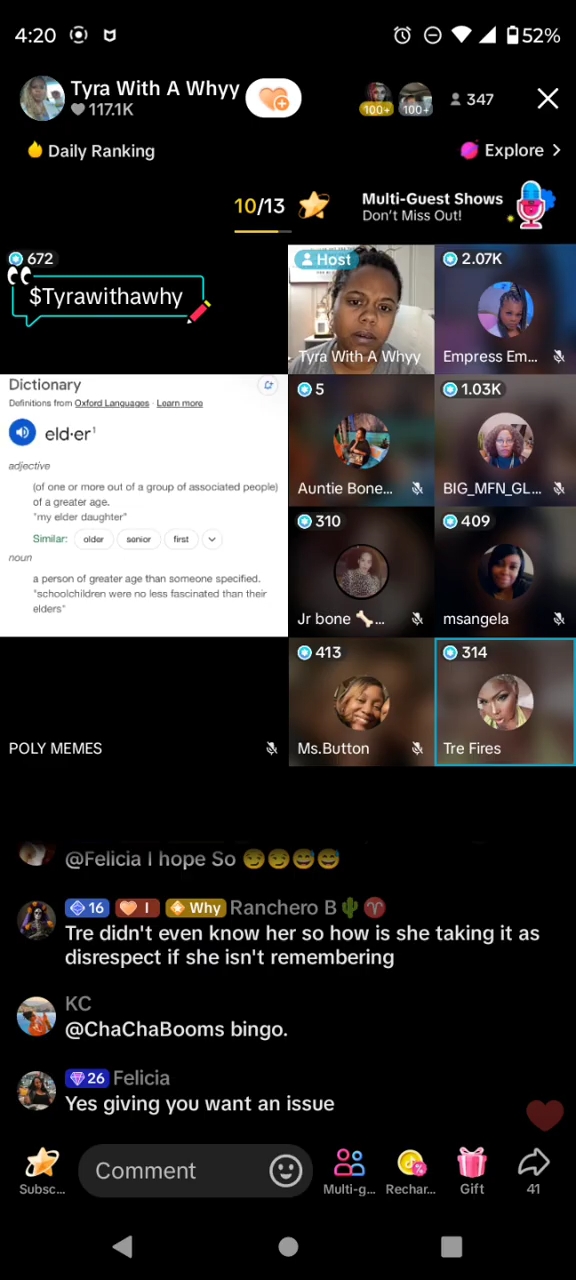 4:20
52%
Tyra With A Whyy
117.1K
100+
100+
347
Daily Ranking
Explore >
10/13
Multi-Guest Shows
Don't Miss Out!
672
$Tyrawithawhy
Host
Tyra With A Whyy
2.07K
Empress Em...
Dictionary
Definitions from Oxford Languages · Learn more
eld·er¹
adjective
(of one or more out of a group of associated people)
of a greater age.
"my elder daughter"
Similar: older senior first
noun
a person of greater age than someone specified.
"schoolchildren were no less fascinated than their
elders"
POLY MEMES
5
Auntie Bone...
1.03K
BIG_MFN_GL...
310
Jr bone 🦴...
409
msangela
413
Ms.Button
314
Tre Fires
@Felicia I hope So 😏😏😅😅
16 I Why Ranchero B🌵♈
Tre didn't even know her so how is she taking it as
disrespect if she isn't remembering
KC
@ChaChaBooms bingo.
26 Felicia
Yes giving you want an issue
Comment
Subsc...
Multi-g...
Rechar...
Gift
41